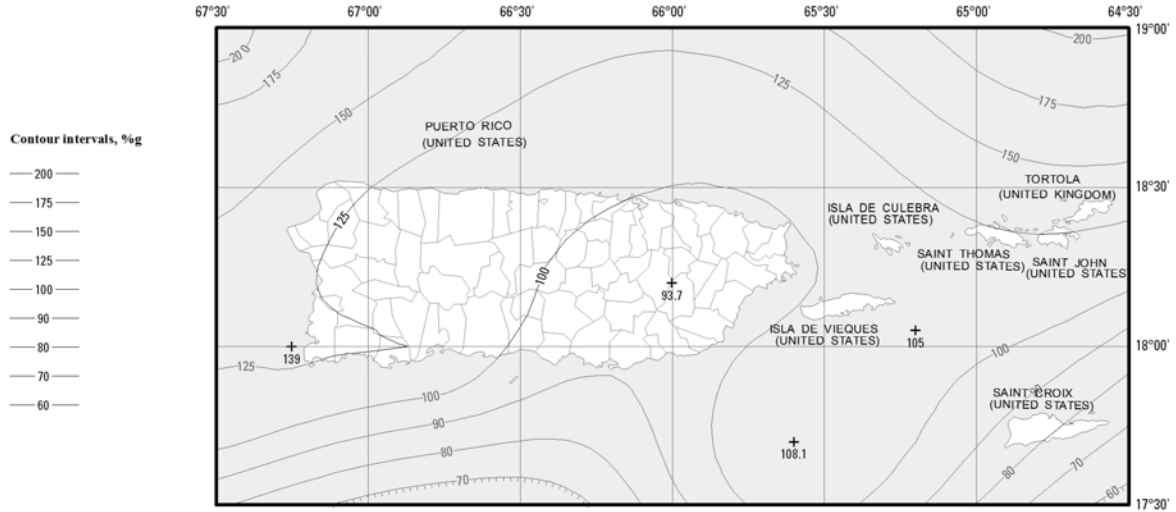 67°30' 67°00' 66°30' 66°00' 65°30' 65°00' 64°30'
19°00'
200
200
175
125
175
150
Contour intervals, %g
PUERTO RICO
(UNITED STATES)
150
200
175
150
125
100
90
80
70
60
TORTOLA
(UNITED KINGDOM)
18°30'
ISLA DE CULEBRA
(UNITED STATES)
125
SAINT THOMAS
(UNITED STATES)
SAINT JOHN
(UNITED STATES
100
93.7
ISLA DE VIEQUES
(UNITED STATES)
105
139
18°00'
125
100
100
90
SAINT CROIX
(UNITED STATES)
90
108.1
80
80
70
70
60
17°30'